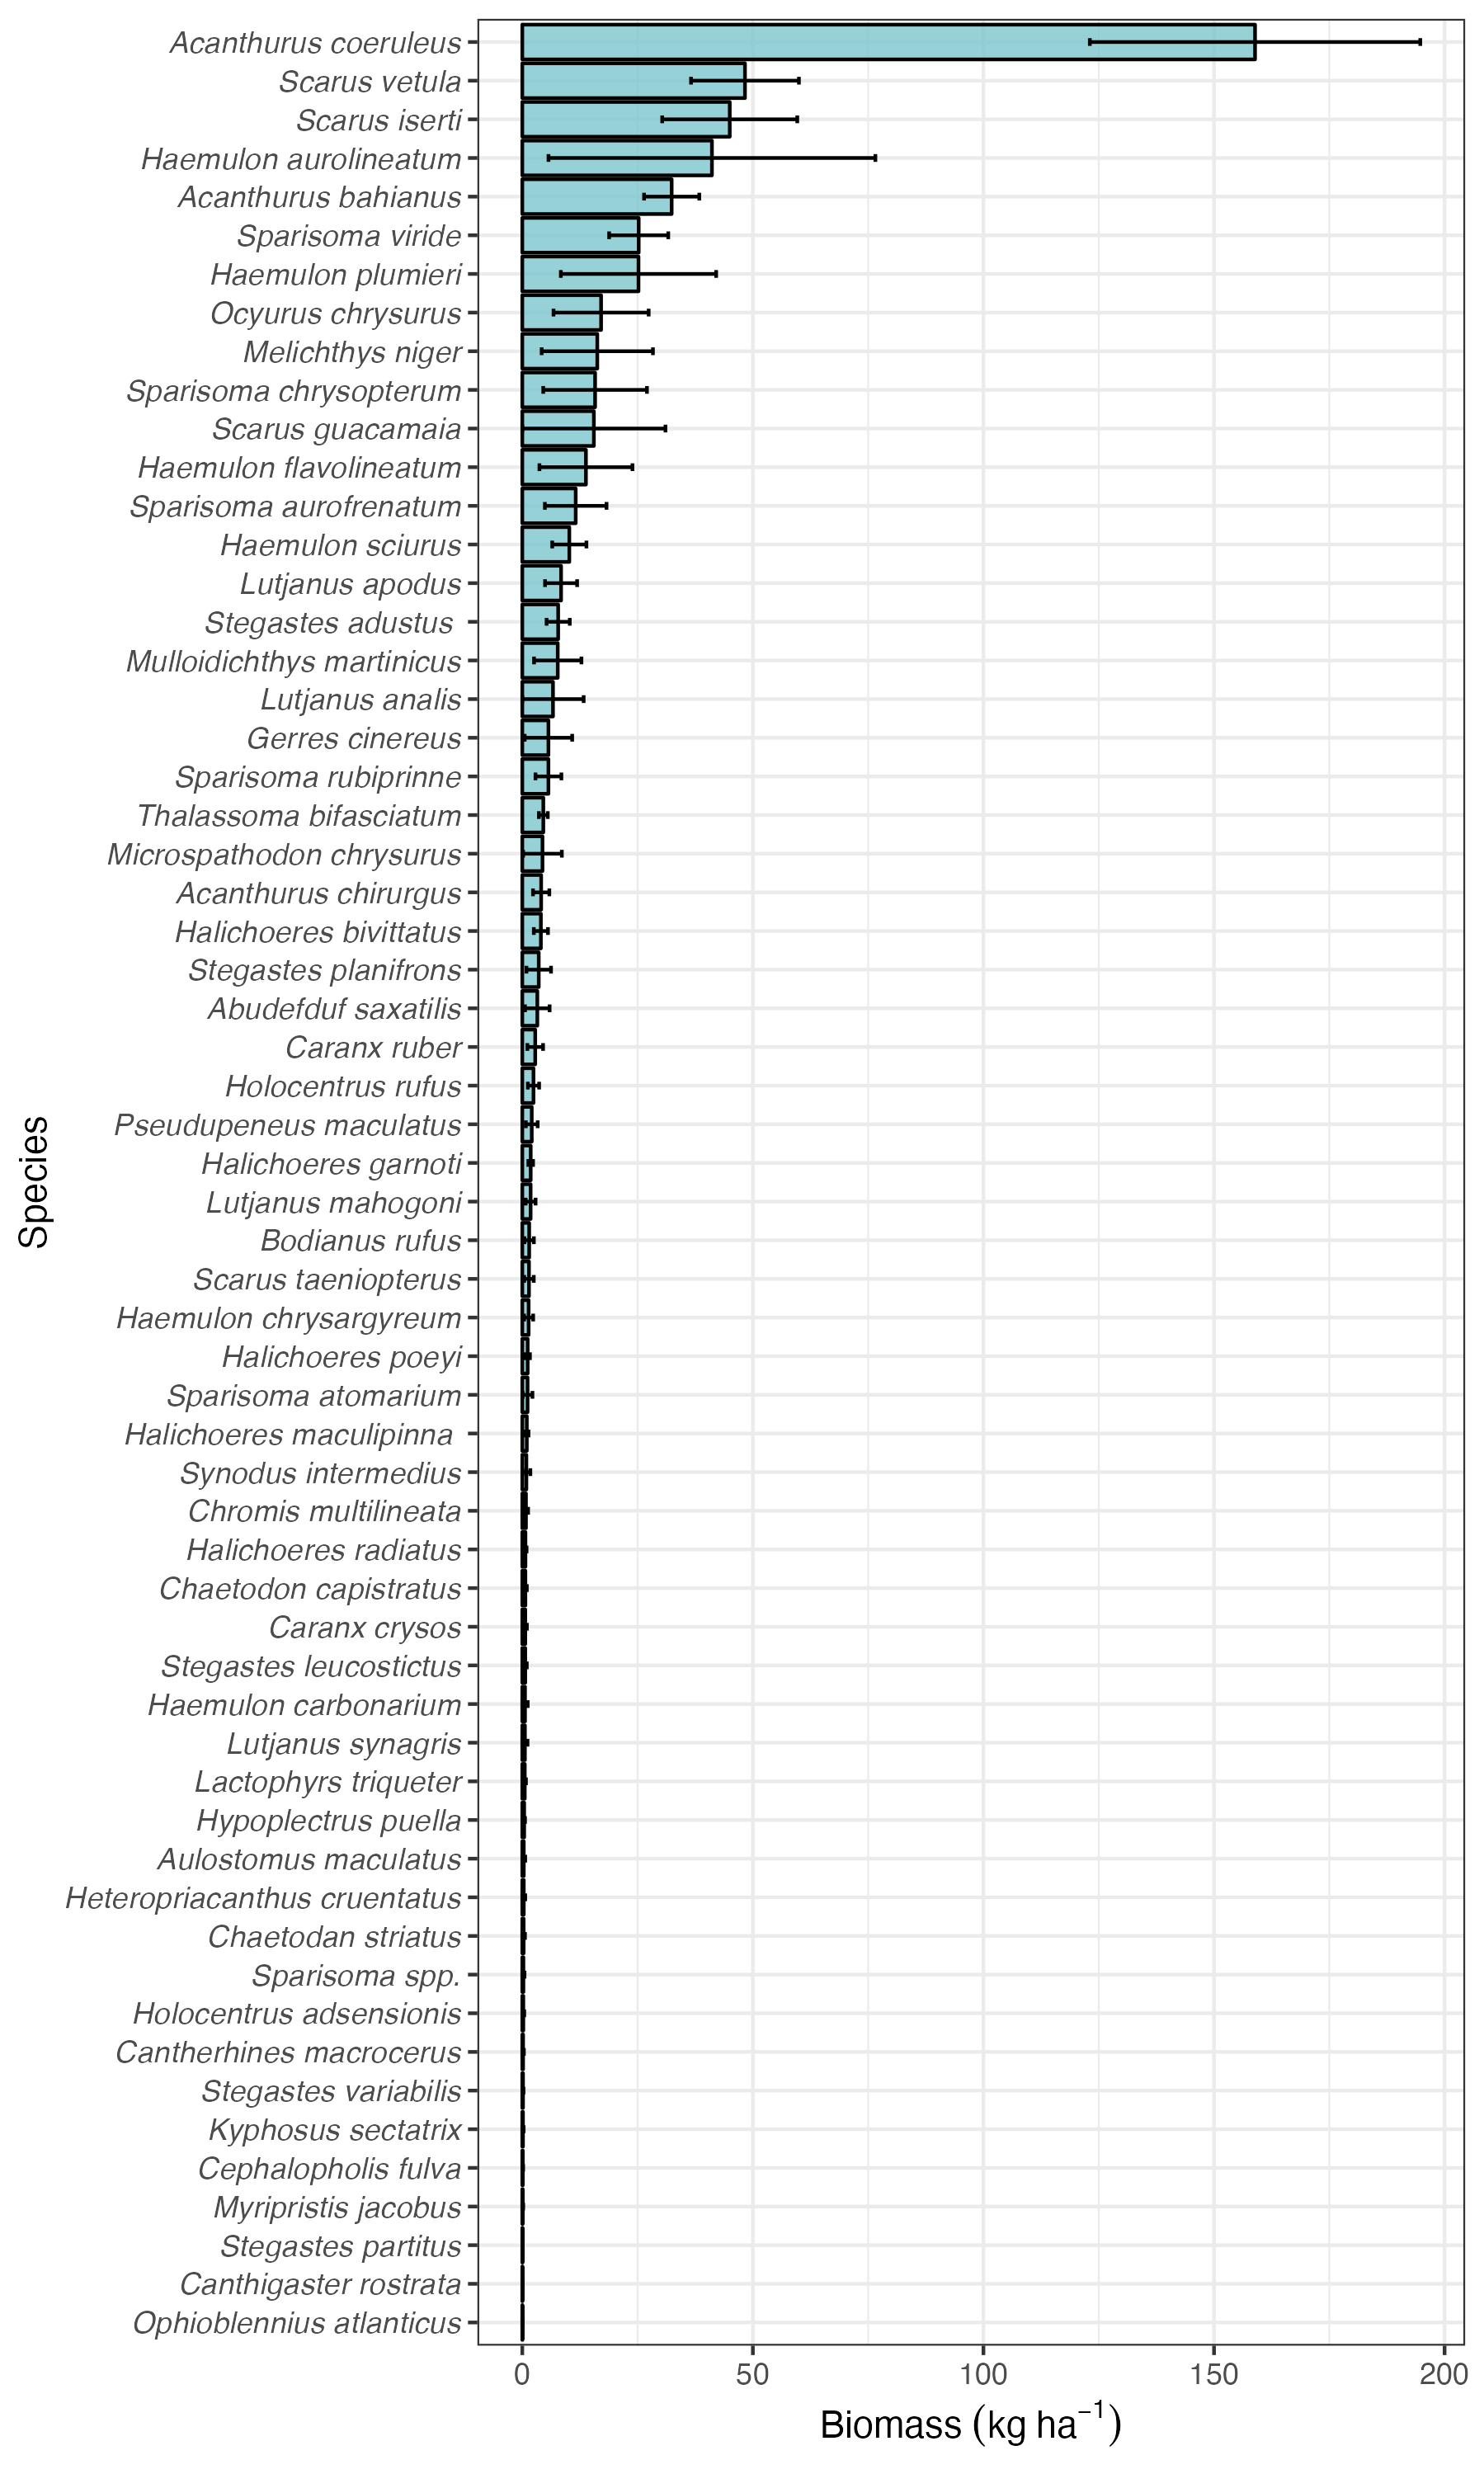 Acanthurus coeruleus
Scarus vetula
Scarus iserti
Haemulon aurolineatum
Acanthurus bahianus
Sparisoma viride
Haemulon plumieri
Ocyurus chrysurus
Melichthys niger
Sparisoma chrysopterum
Scarus guacamaia
Haemulon flavolineatum
Sparisoma aurofrenatum
Haemulon sciurus
Lutjanus apodus
Stegastes adustus
Mulloidichthys martinicus
Lutjanus analis
Gerres cinereus
Sparisoma rubiprinne
Thalassoma bifasciatum
Microspathodon chrysurus
Acanthurus chirurgus
Halichoeres bivittatus
Stegastes planifrons
Abudefduf saxatilis
Caranx ruber
Holocentrus rufus
Pseudupeneus maculatus
Halichoeres garnoti
Lutjanus mahogoni
Bodianus rufus
Scarus taeniopterus
Haemulon chrysargyreum
Halichoeres poeyi
Sparisoma atomarium
Halichoeres maculipinna
Synodus intermedius
Chromis multilineata
Halichoeres radiatus
Chaetodon capistratus
Caranx crysos
Stegastes leucostictus
Haemulon carbonarium
Lutjanus synagris
Lactophyrs triqueter
Hypoplectrus puella
Aulostomus maculatus
Heteropriacanthus cruentatus
Chaetodan striatus
Sparisoma spp.
Holocentrus adsensionis
Cantherhines macrocerus
Stegastes variabilis
Kyphosus sectatrix
Cephalopholis fulva
Myripristis jacobus
Stegastes partitus
Canthigaster rostrata
Ophioblennius atlanticus
Species
0 50 100 150 200
Biomass (kg ha⁻¹)